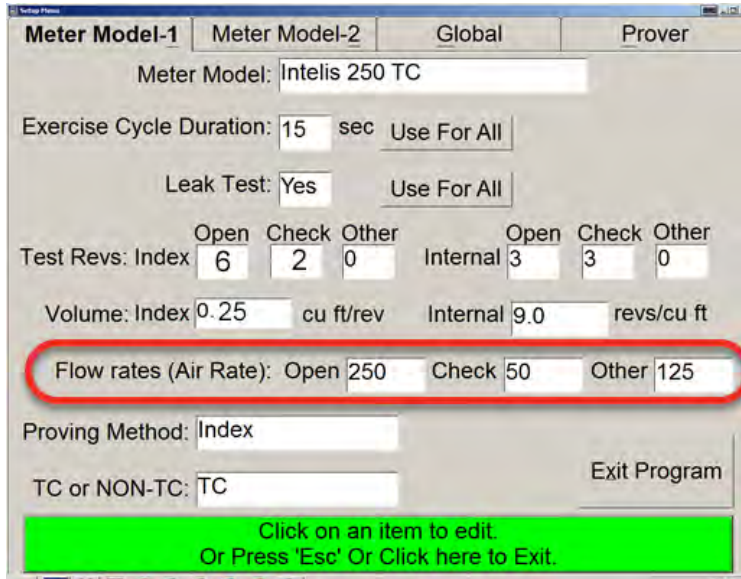 Setup Menu
Meter Model-1 Meter Model-2 Global Prover
Meter Model: Intelis 250 TC
Exercise Cycle Duration: 15 sec Use For All
Leak Test: Yes Use For All
Open Check Other Open Check Other
Test Revs: Index 6 2 0 Internal 3 3 0
Volume: Index 0.25 cu ft/rev Internal 9.0 revs/cu ft
Flow rates (Air Rate): Open 250 Check 50 Other 125
Proving Method: Index
TC or NON-TC: TC
Exit Program
Click on an item to edit.
Or Press 'Esc' Or Click here to Exit.